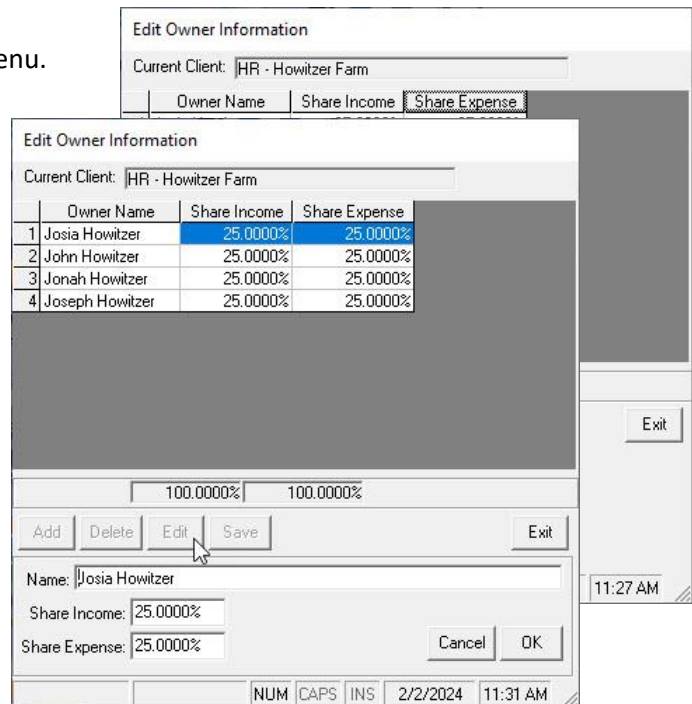 enu.
Edit Owner Information
Current Client: HR - Howitzer Farm
Owner Name Share Income Share Expense
Exit
11:27 AM
Edit Owner Information
Current Client: HR - Howitzer Farm
Owner Name Share Income Share Expense
1 Josia Howitzer 25.0000% 25.0000%
2 John Howitzer 25.0000% 25.0000%
3 Jonah Howitzer 25.0000% 25.0000%
4 Joseph Howitzer 25.0000% 25.0000%
100.0000% 100.0000%
Add Delete Edit Save Exit
Name: Josia Howitzer
Share Income: 25.0000%
Share Expense: 25.0000% Cancel OK
NUM CAPS INS 2/2/2024 11:31 AM